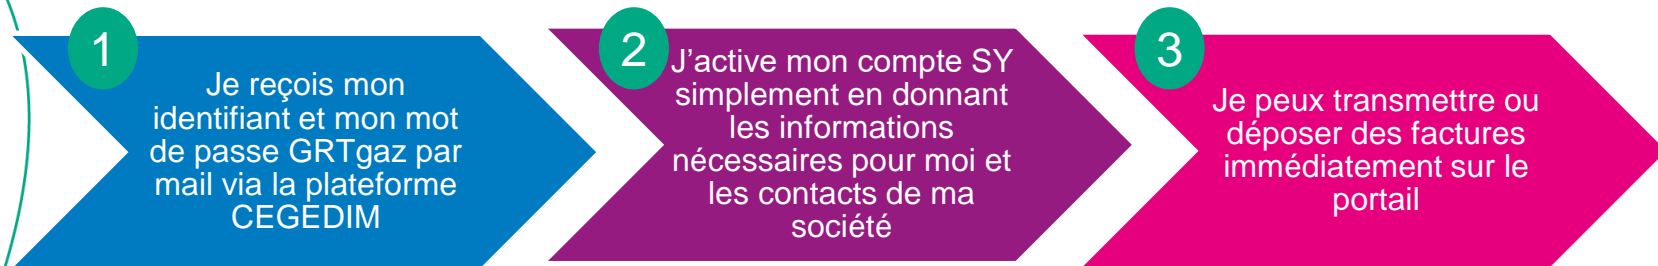 1
Je reçois mon
identifiant et mon mot
de passe GRTgaz par
mail via la plateforme
CEGEDIM
2
J’active mon compte SY
simplement en donnant
les informations
nécessaires pour moi et
les contacts de ma
société
3
Je peux transmettre ou
déposer des factures
immédiatement sur le
portail